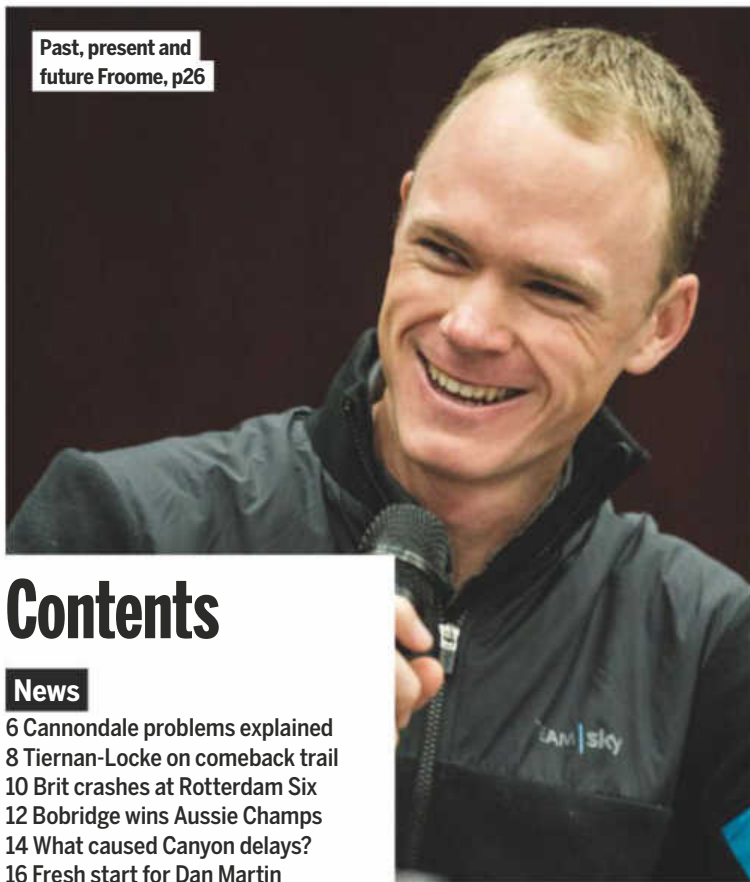 Past, present and
future Froome, p26
Contents
News
6 Cannondale problems explained
8 Tiernan-Locke on comeback trail
10 Brit crashes at Rotterdam Six
12 Bobridge wins Aussie Champs
14 What caused Canyon delays?
16 Fresh start for Dan Martin
sky